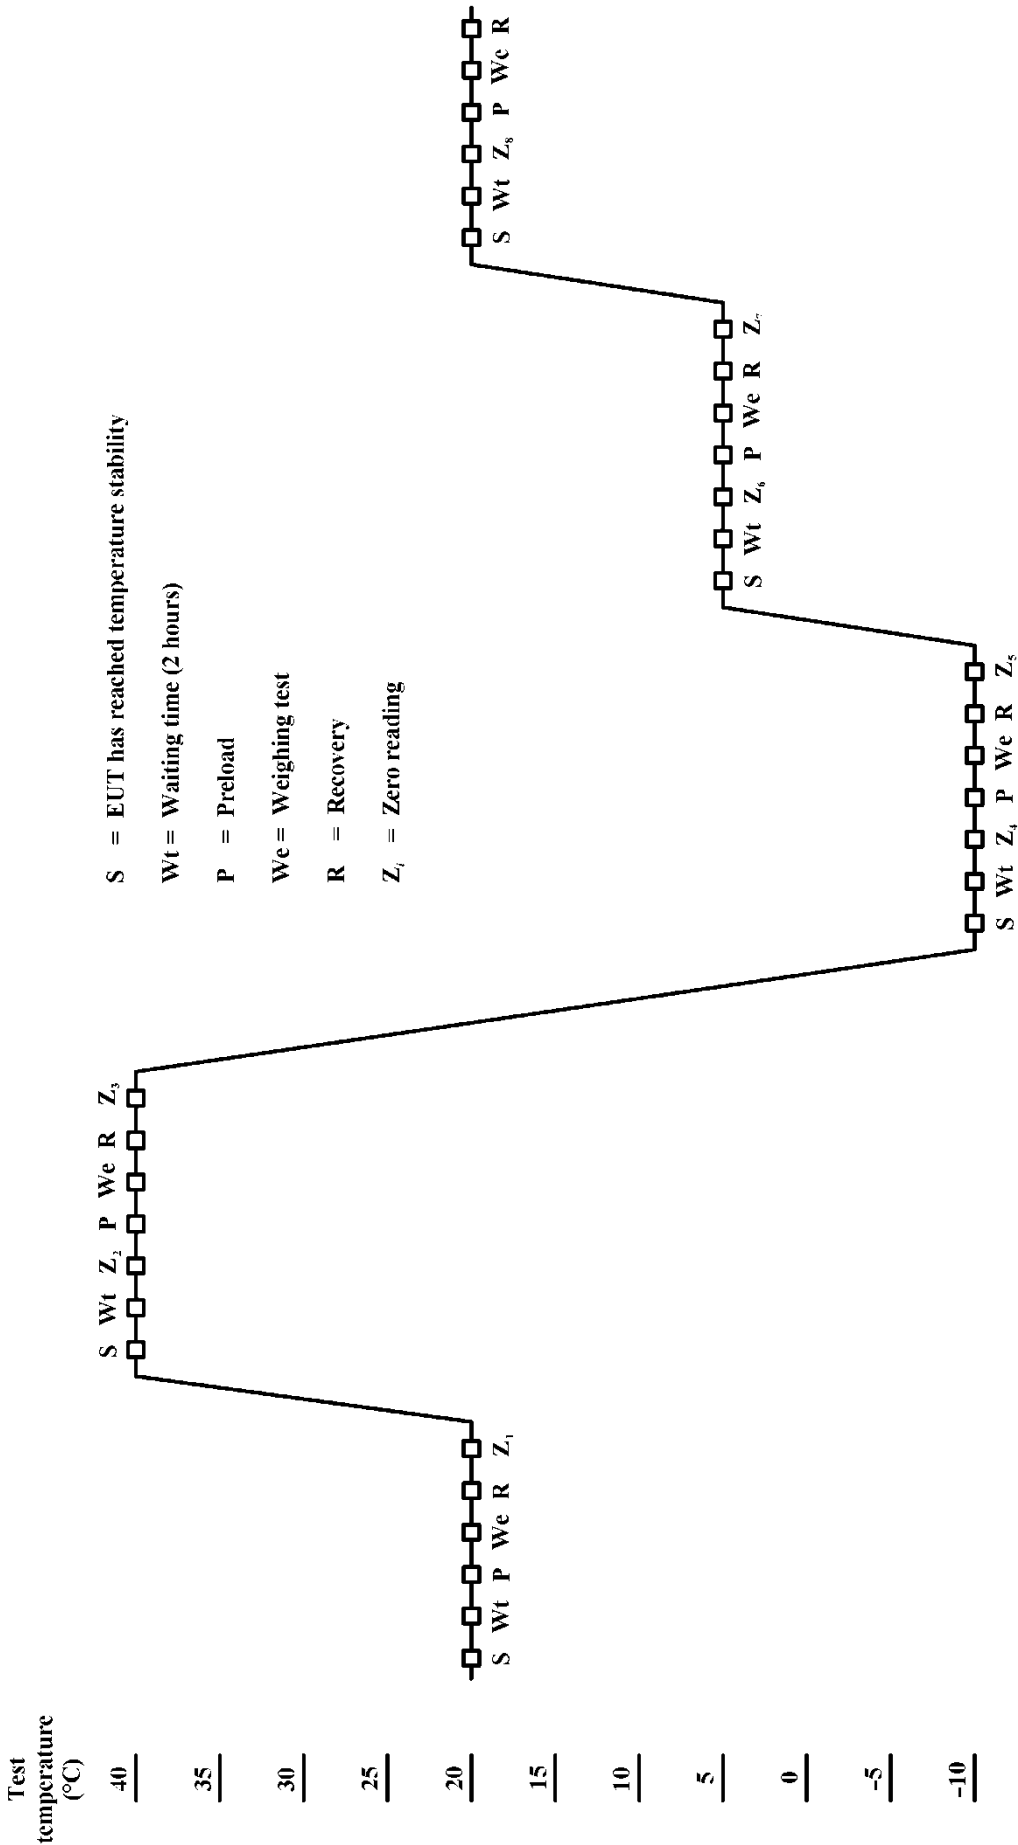 Test
temperature
(°C)
40
35
30
25
20
15
10
5
0
-5
-10
S = EUT has reached temperature stability
Wt = Waiting time (2 hours)
P = Preload
We = Weighing test
R = Recovery
Zᵢ = Zero reading
S Wt P We R Z₁
S Wt Z₂ P We R Z₃
S Wt Z₄ P We R Z₅
S Wt Z₆ P We R Z₇
S Wt Z₈ P We R